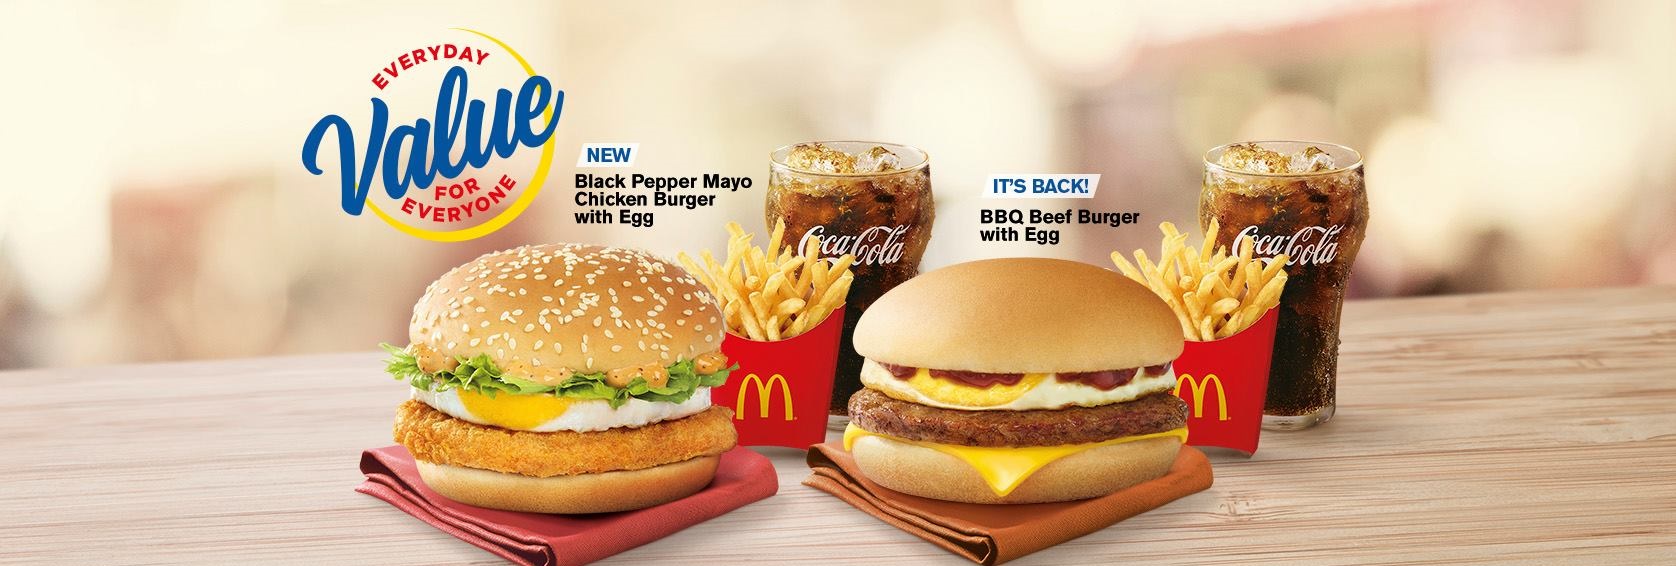 EVERYDAY
Value
FOR
EVERYONE
NEW
Black Pepper Mayo
Chicken Burger
with Egg
Coca-Cola
IT'S BACK!
BBQ Beef Burger
with Egg
Coca-Cola